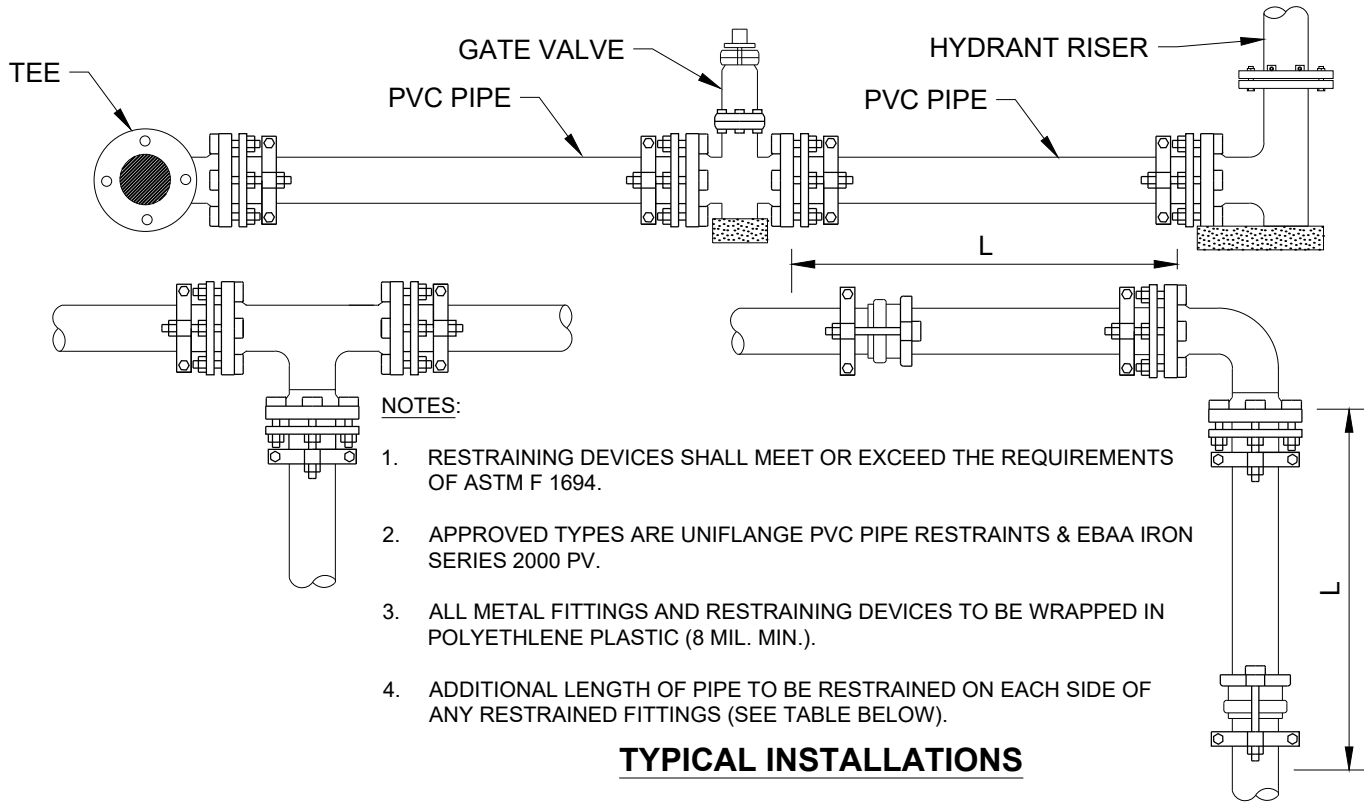 TEE
GATE VALVE
HYDRANT RISER
PVC PIPE
PVC PIPE
L
NOTES:
1. RESTRAINING DEVICES SHALL MEET OR EXCEED THE REQUIREMENTS
OF ASTM F 1694.
2. APPROVED TYPES ARE UNIFLANGE PVC PIPE RESTRAINTS & EBAA IRON
SERIES 2000 PV.
3. ALL METAL FITTINGS AND RESTRAINING DEVICES TO BE WRAPPED IN
POLYETHLENE PLASTIC (8 MIL. MIN.).
4. ADDITIONAL LENGTH OF PIPE TO BE RESTRAINED ON EACH SIDE OF
ANY RESTRAINED FITTINGS (SEE TABLE BELOW).
L
TYPICAL INSTALLATIONS